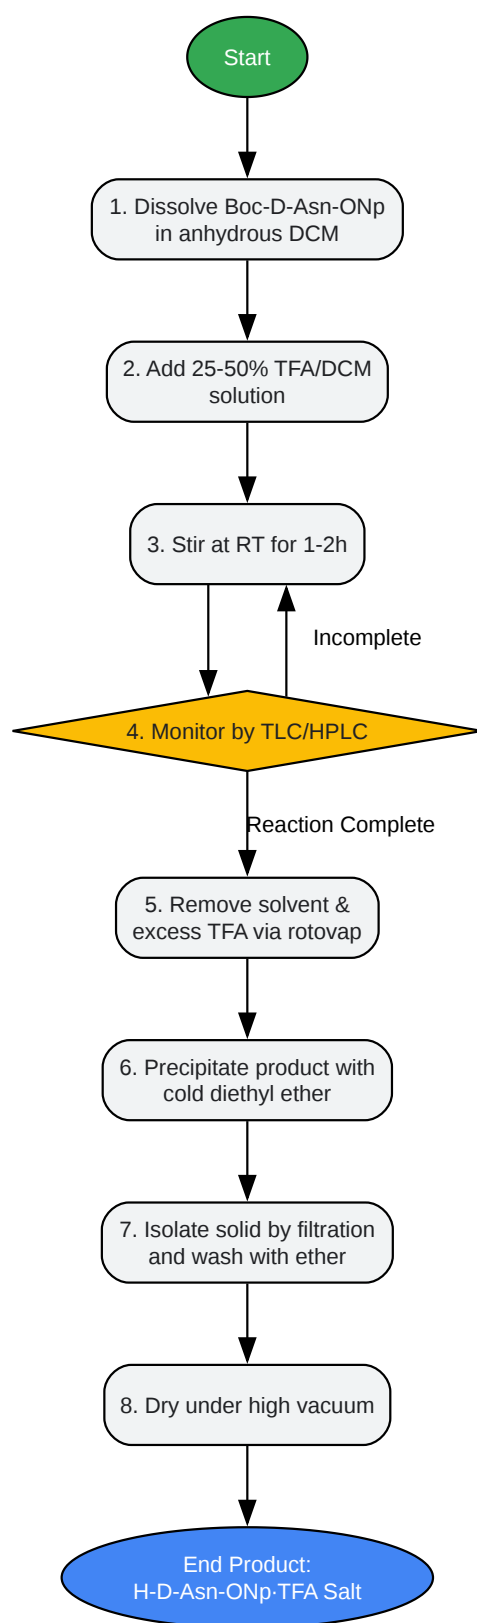 Start
1. Dissolve Boc-D-Asn-ONp
in anhydrous DCM
2. Add 25-50% TFA/DCM
solution
3. Stir at RT for 1-2h
Incomplete
4. Monitor by TLC/HPLC
Reaction Complete
5. Remove solvent &
excess TFA via rotovap
6. Precipitate product with
cold diethyl ether
7. Isolate solid by filtration
and wash with ether
8. Dry under high vacuum
End Product:
H-D-Asn-ONp·TFA Salt